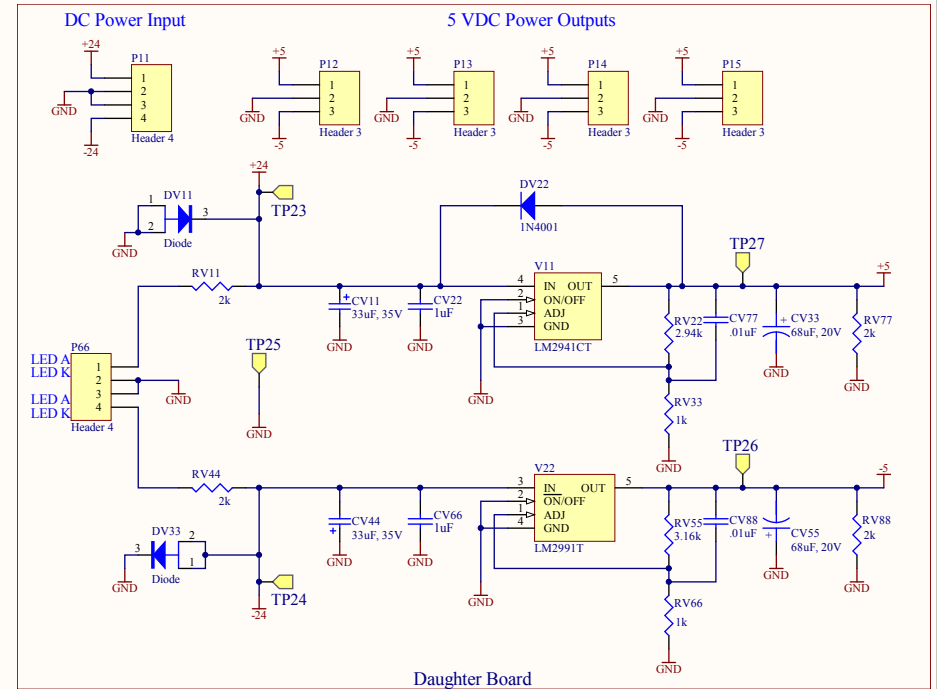 DC Power Input
5 VDC Power Outputs
+24
P11
1
2
3
4
GND
-24
Header 4
+5
P12
1
2
3
GND
-5
Header 3
+5
P13
1
2
3
GND
-5
Header 3
+5
P14
1
2
3
GND
-5
Header 3
+5
P15
1
2
3
GND
-5
Header 3
+24
TP23
DV11
1
2
3
Diode
GND
DV22
1N4001
TP27
+5
RV11
2k
+
CV11
33uF, 35V
GND
CV22
1uF
GND
V11
4 IN OUT 5
2 ON/OFF
1 ADJ
3 GND
LM2941CT
GND
RV22
2.94k
CV77
.01uF
+
CV33
68uF, 20V
GND
RV77
2k
GND
RV33
1k
GND
TP25
GND
P66
LED A
LED K
LED A
LED K
1
2
3
4
Header 4
GND
RV44
2k
TP26
-5
+
CV44
33uF, 35V
GND
CV66
1uF
GND
V22
3 IN OUT 5
2 ON/OFF
1 ADJ
4 GND
LM2991T
GND
RV55
3.16k
CV88
.01uF
+
CV55
68uF, 20V
GND
RV88
2k
GND
RV66
1k
GND
DV33
3
2
1
Diode
GND
TP24
-24
Daughter Board